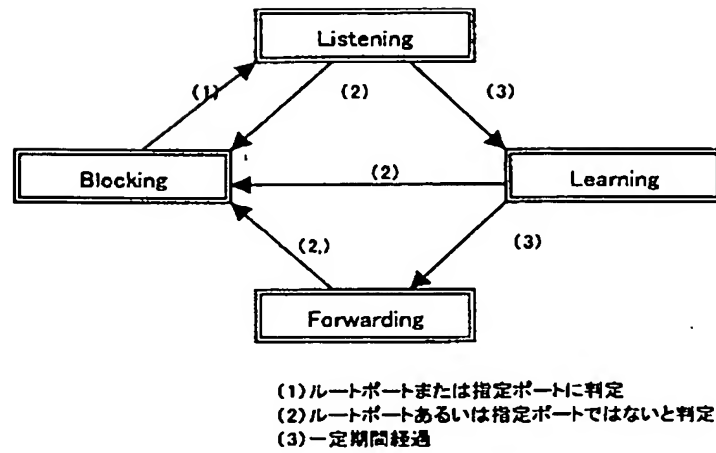 Listening
(1)
(2)
(3)
Blocking
(2)
Learning
(2,)
(3)
Forwarding
(1)ルートポートまたは指定ポートに判定
(2)ルートポートあるいは指定ポートではないと判定
(3)一定期間経過